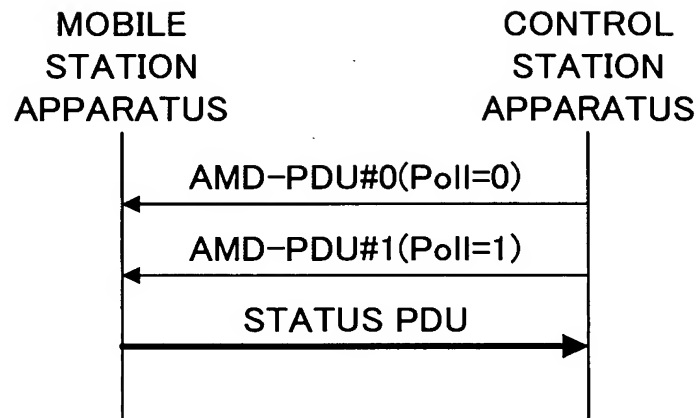 MOBILE
STATION
APPARATUS
CONTROL
STATION
APPARATUS
AMD-PDU#0(Poll=0)
AMD-PDU#1(Poll=1)
STATUS PDU